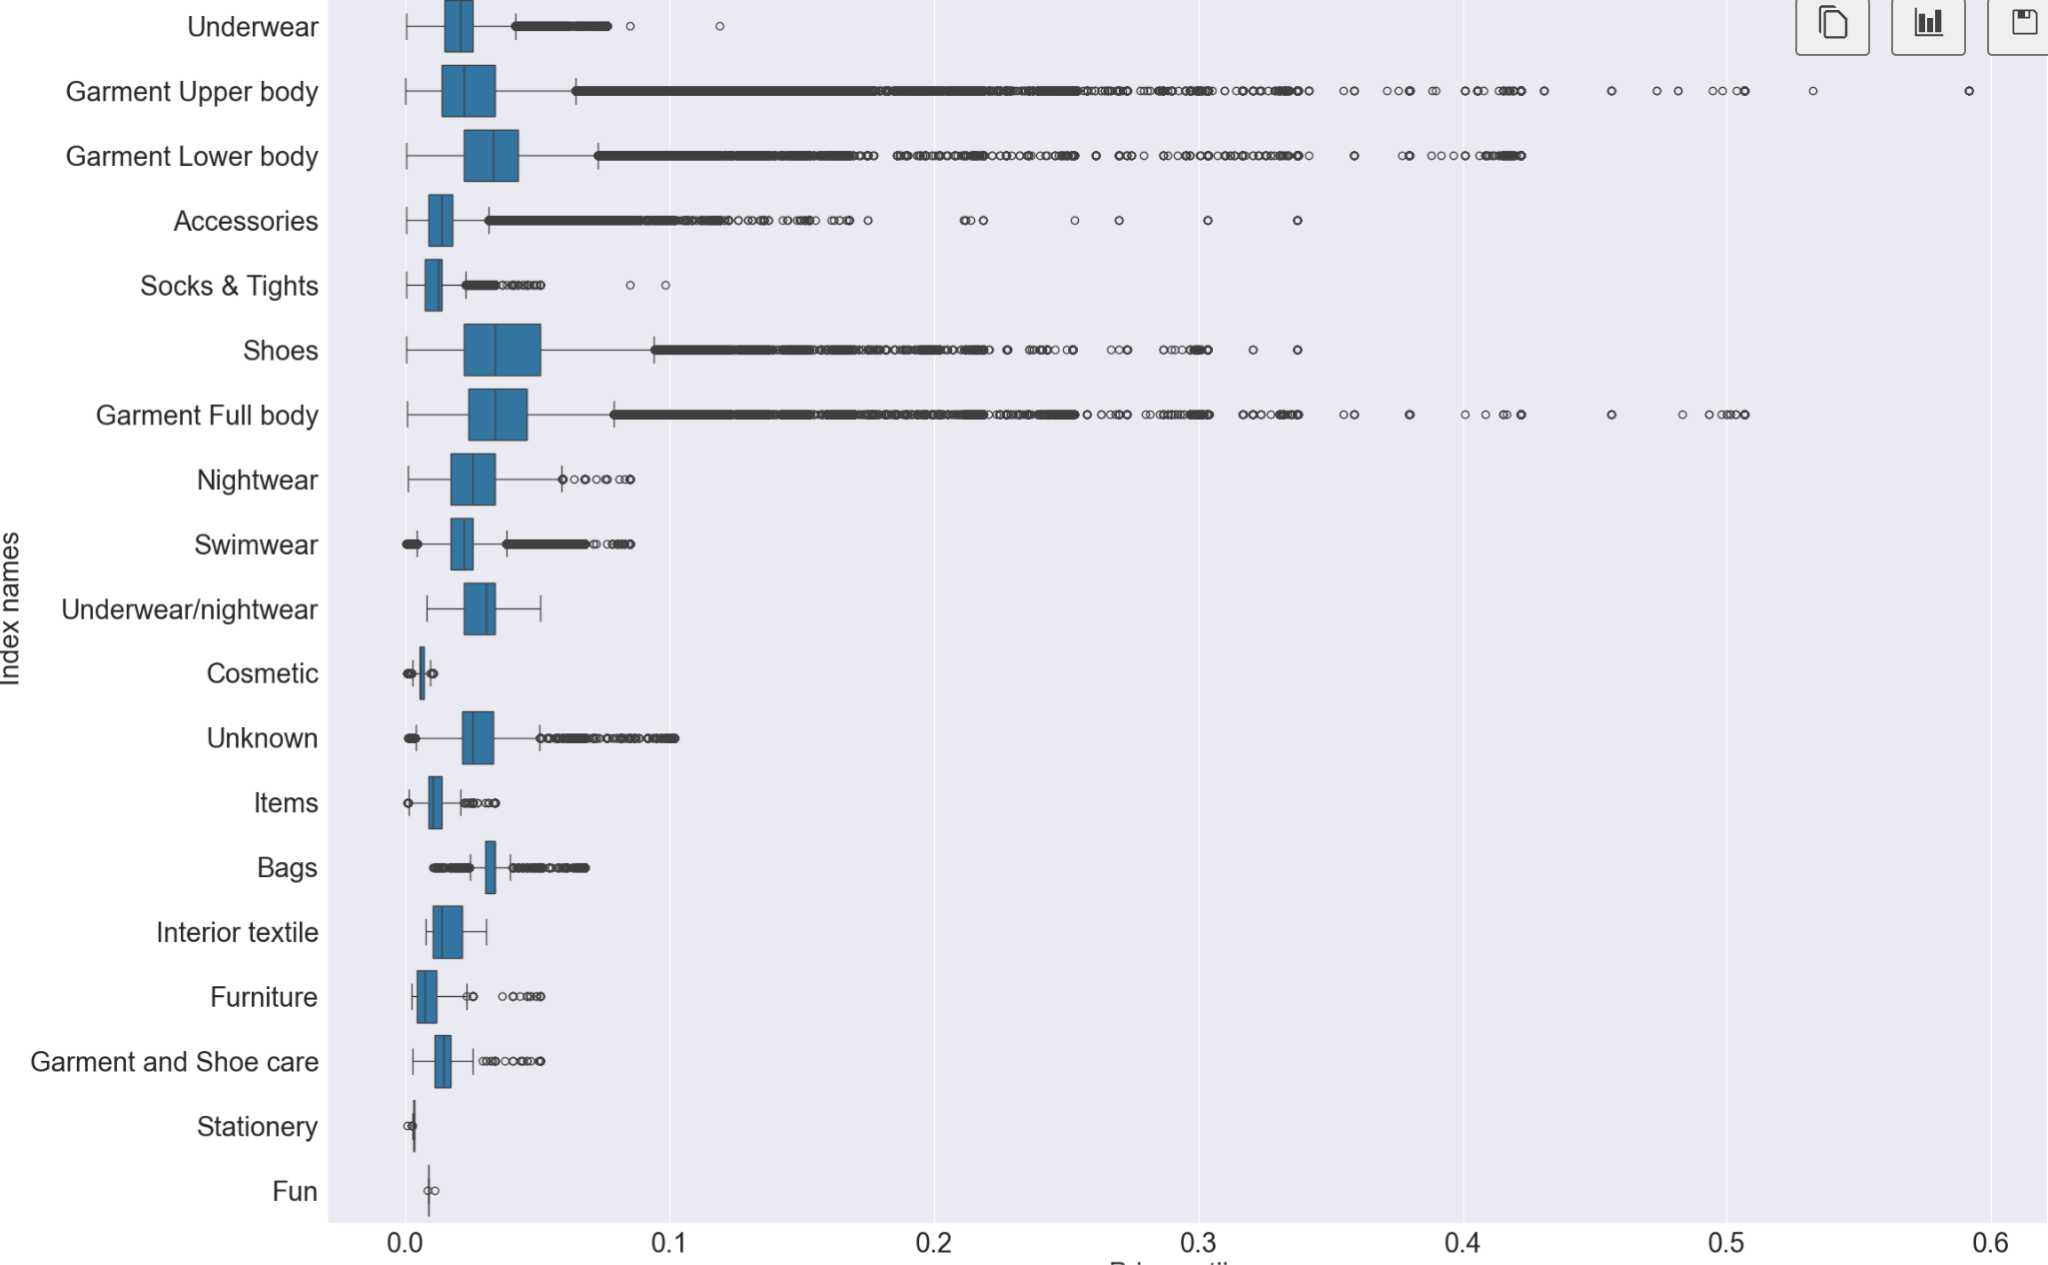 Underwear
Garment Upper body
Garment Lower body
Accessories
Socks & Tights
Shoes
Garment Full body
Nightwear
Swimwear
Underwear/nightwear
Cosmetic
Unknown
Items
Bags
Interior textile
Furniture
Garment and Shoe care
Stationery
Fun
Index names
0.0 0.1 0.2 0.3 0.4 0.5 0.6